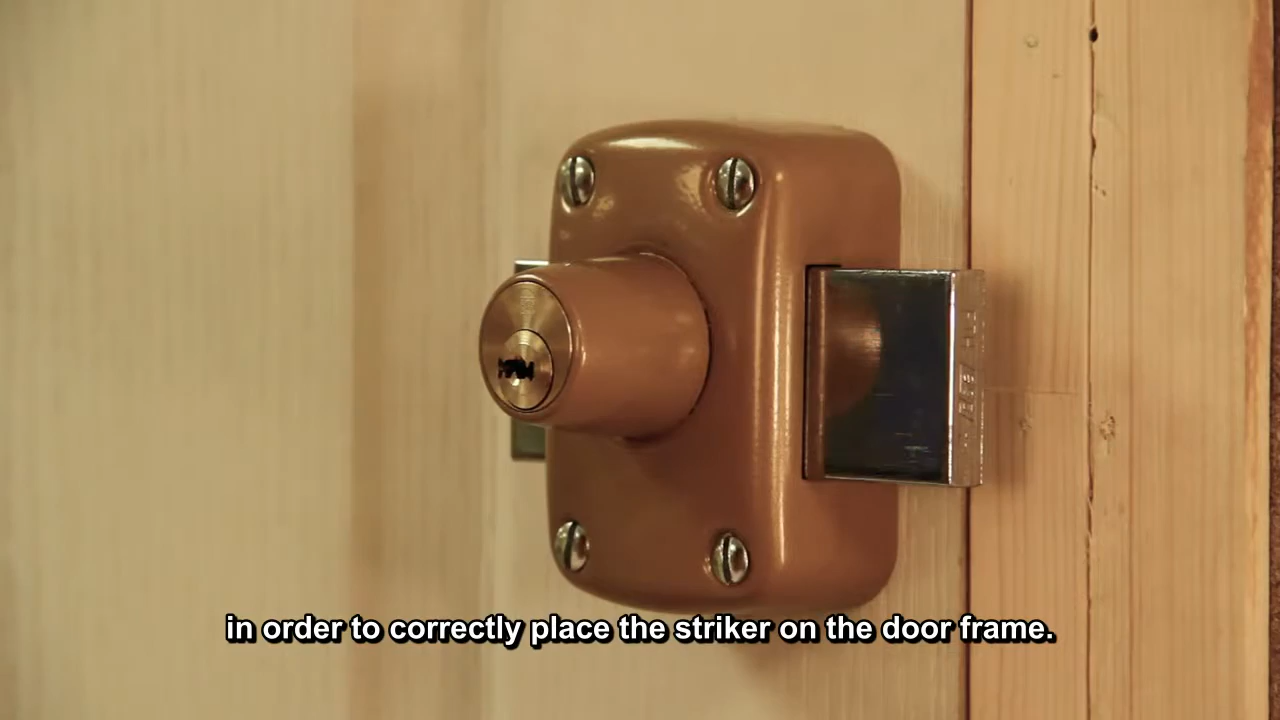 in order to correctly place the striker on the door frame.